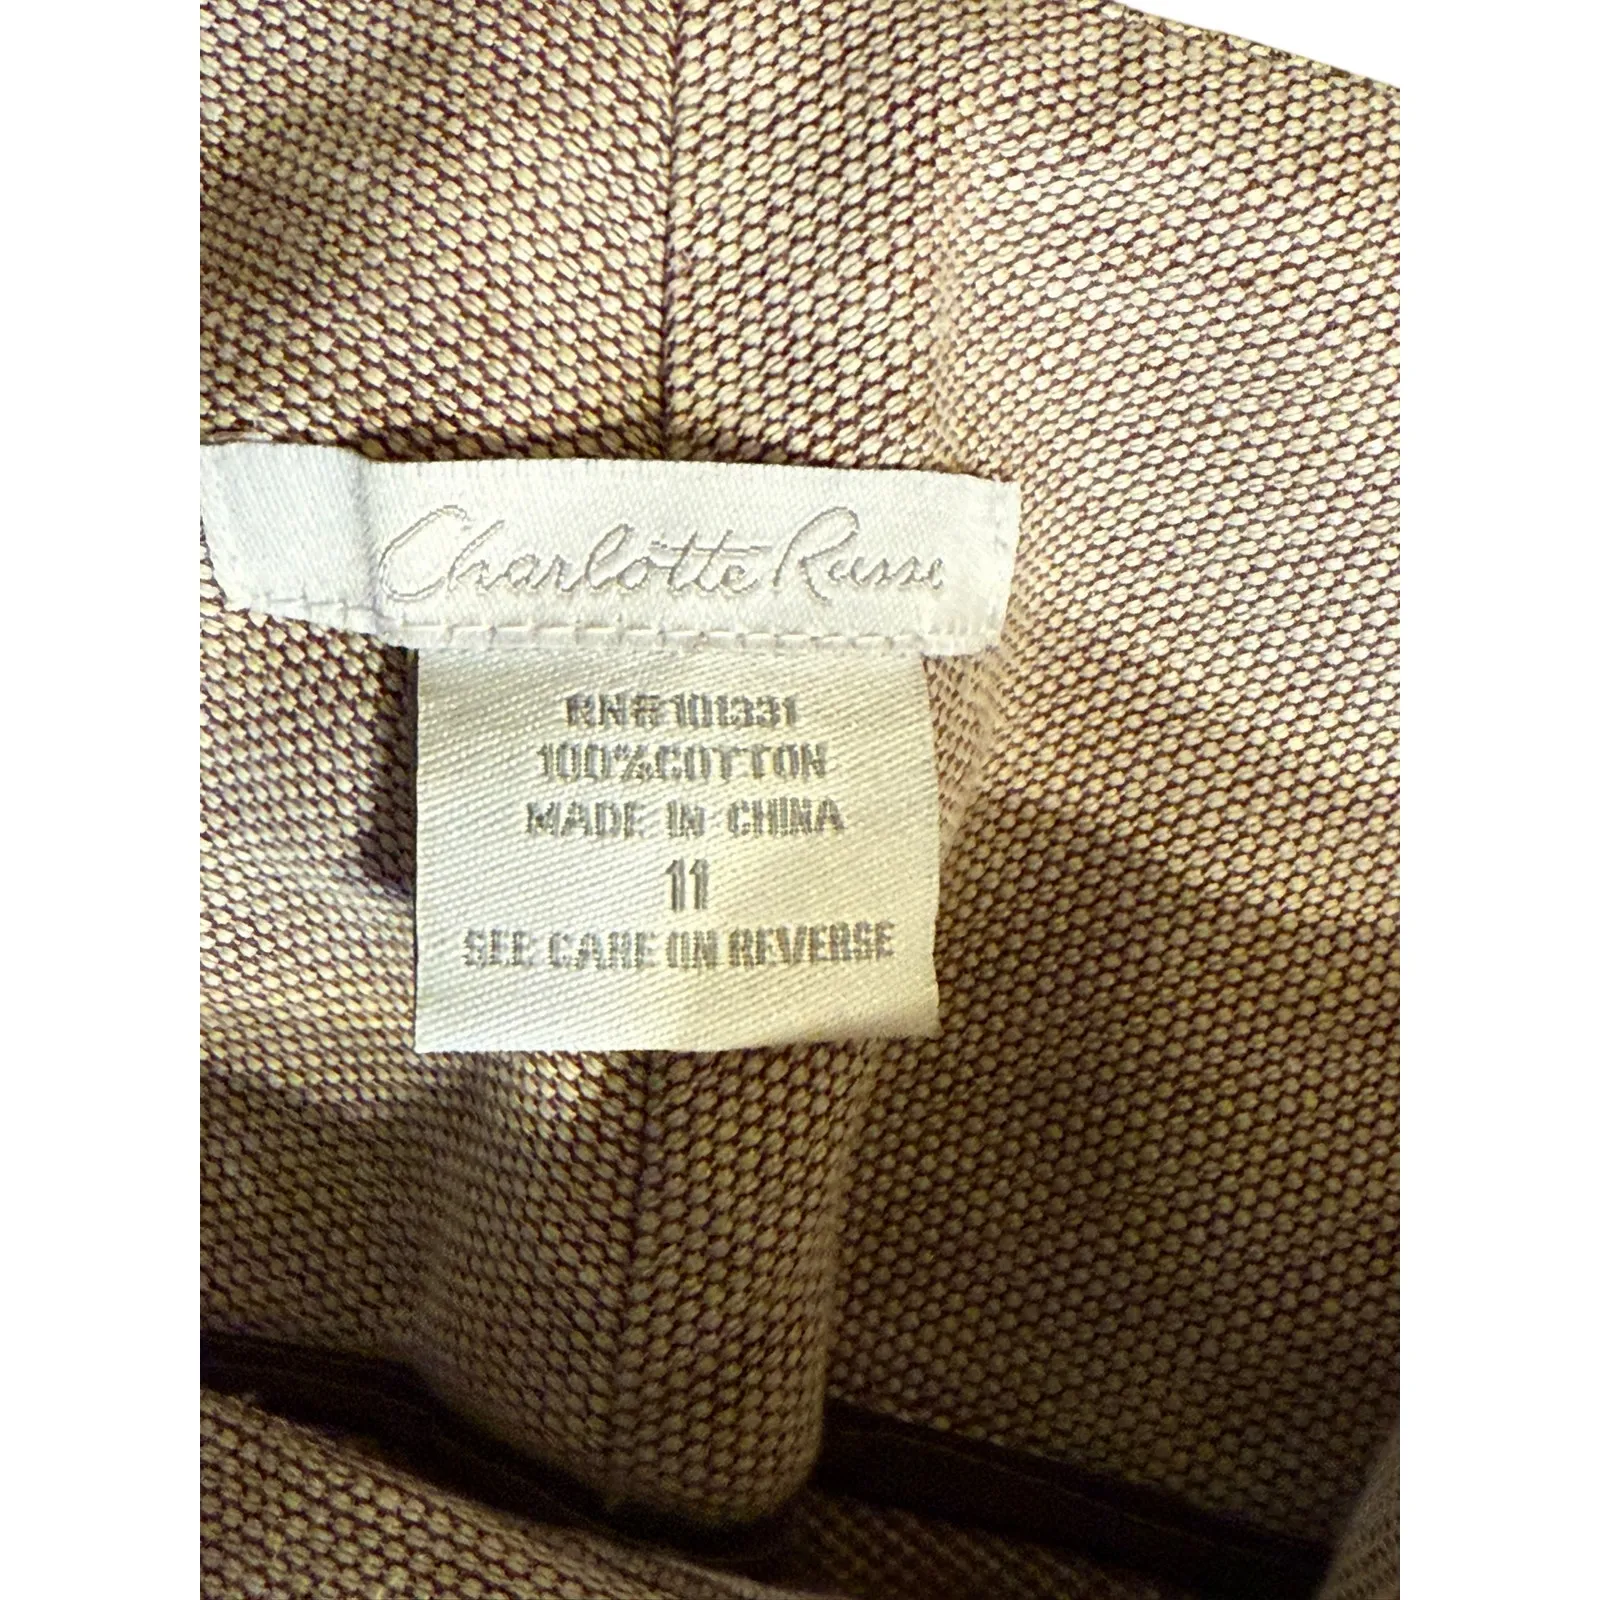 Charlotte Russe
RN#101331
100%COTTON
MADE IN CHINA
11
SEE CARE ON REVERSE